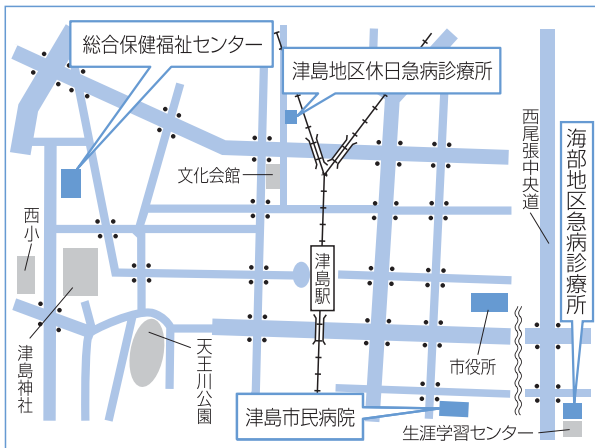 総合保健福祉センター
津島地区休日急病診療所
西尾張中央道
海部地区急病診療所
文化会館
西小
津島駅
津島神社
天王川公園
市役所
津島市民病院
生涯学習センター